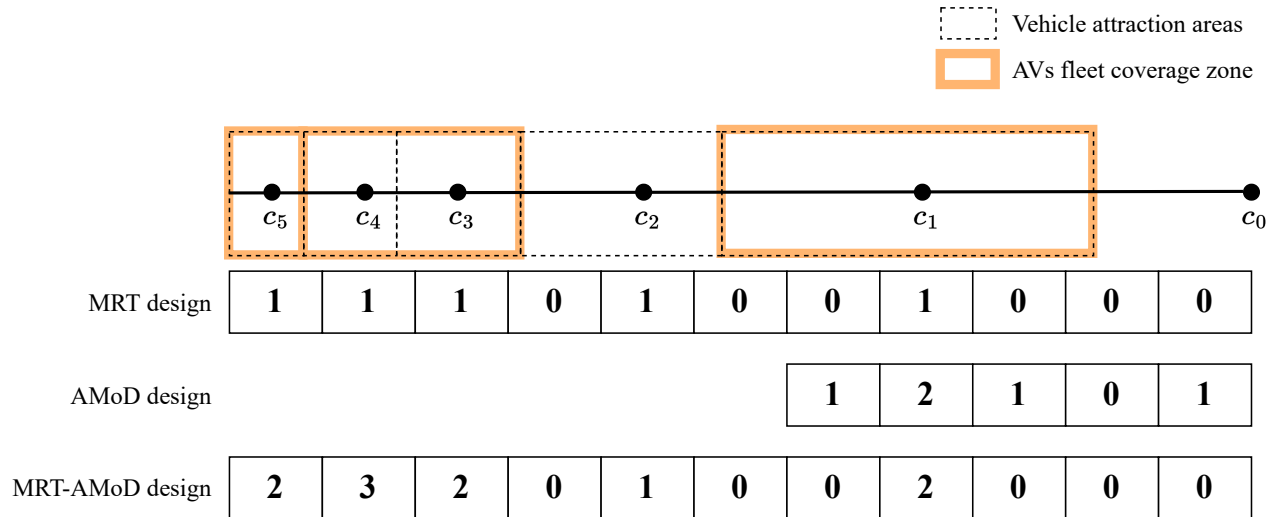 Vehicle attraction areas
AVs fleet coverage zone
c5 c4 c3 c2 c1 c0
MRT design 1 1 1 0 1 0 0 1 0 0 0
AMoD design 1 2 1 0 1
MRT-AMoD design 2 3 2 0 1 0 0 2 0 0 0